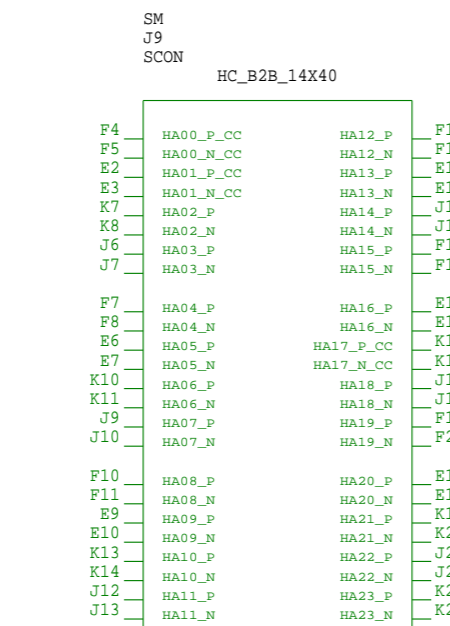 SM
J9
SCON
HC_B2B_14X40
F4 HA00_P_CC HA12_P
F5 HA00_N_CC HA12_N
E2 HA01_P_CC HA13_P
E3 HA01_N_CC HA13_N
K7 HA02_P HA14_P
K8 HA02_N HA14_N
J6 HA03_P HA15_P
J7 HA03_N HA15_N
F7 HA04_P HA16_P
F8 HA04_N HA16_N
E6 HA05_P HA17_P_CC
E7 HA05_N HA17_N_CC
K10 HA06_P HA18_P
K11 HA06_N HA18_N
J9 HA07_P HA19_P
J10 HA07_N HA19_N
F10 HA08_P HA20_P
F11 HA08_N HA20_N
E9 HA09_P HA21_P
E10 HA09_N HA21_N
K13 HA10_P HA22_P
K14 HA10_N HA22_N
J12 HA11_P HA23_P
J13 HA11_N HA23_N